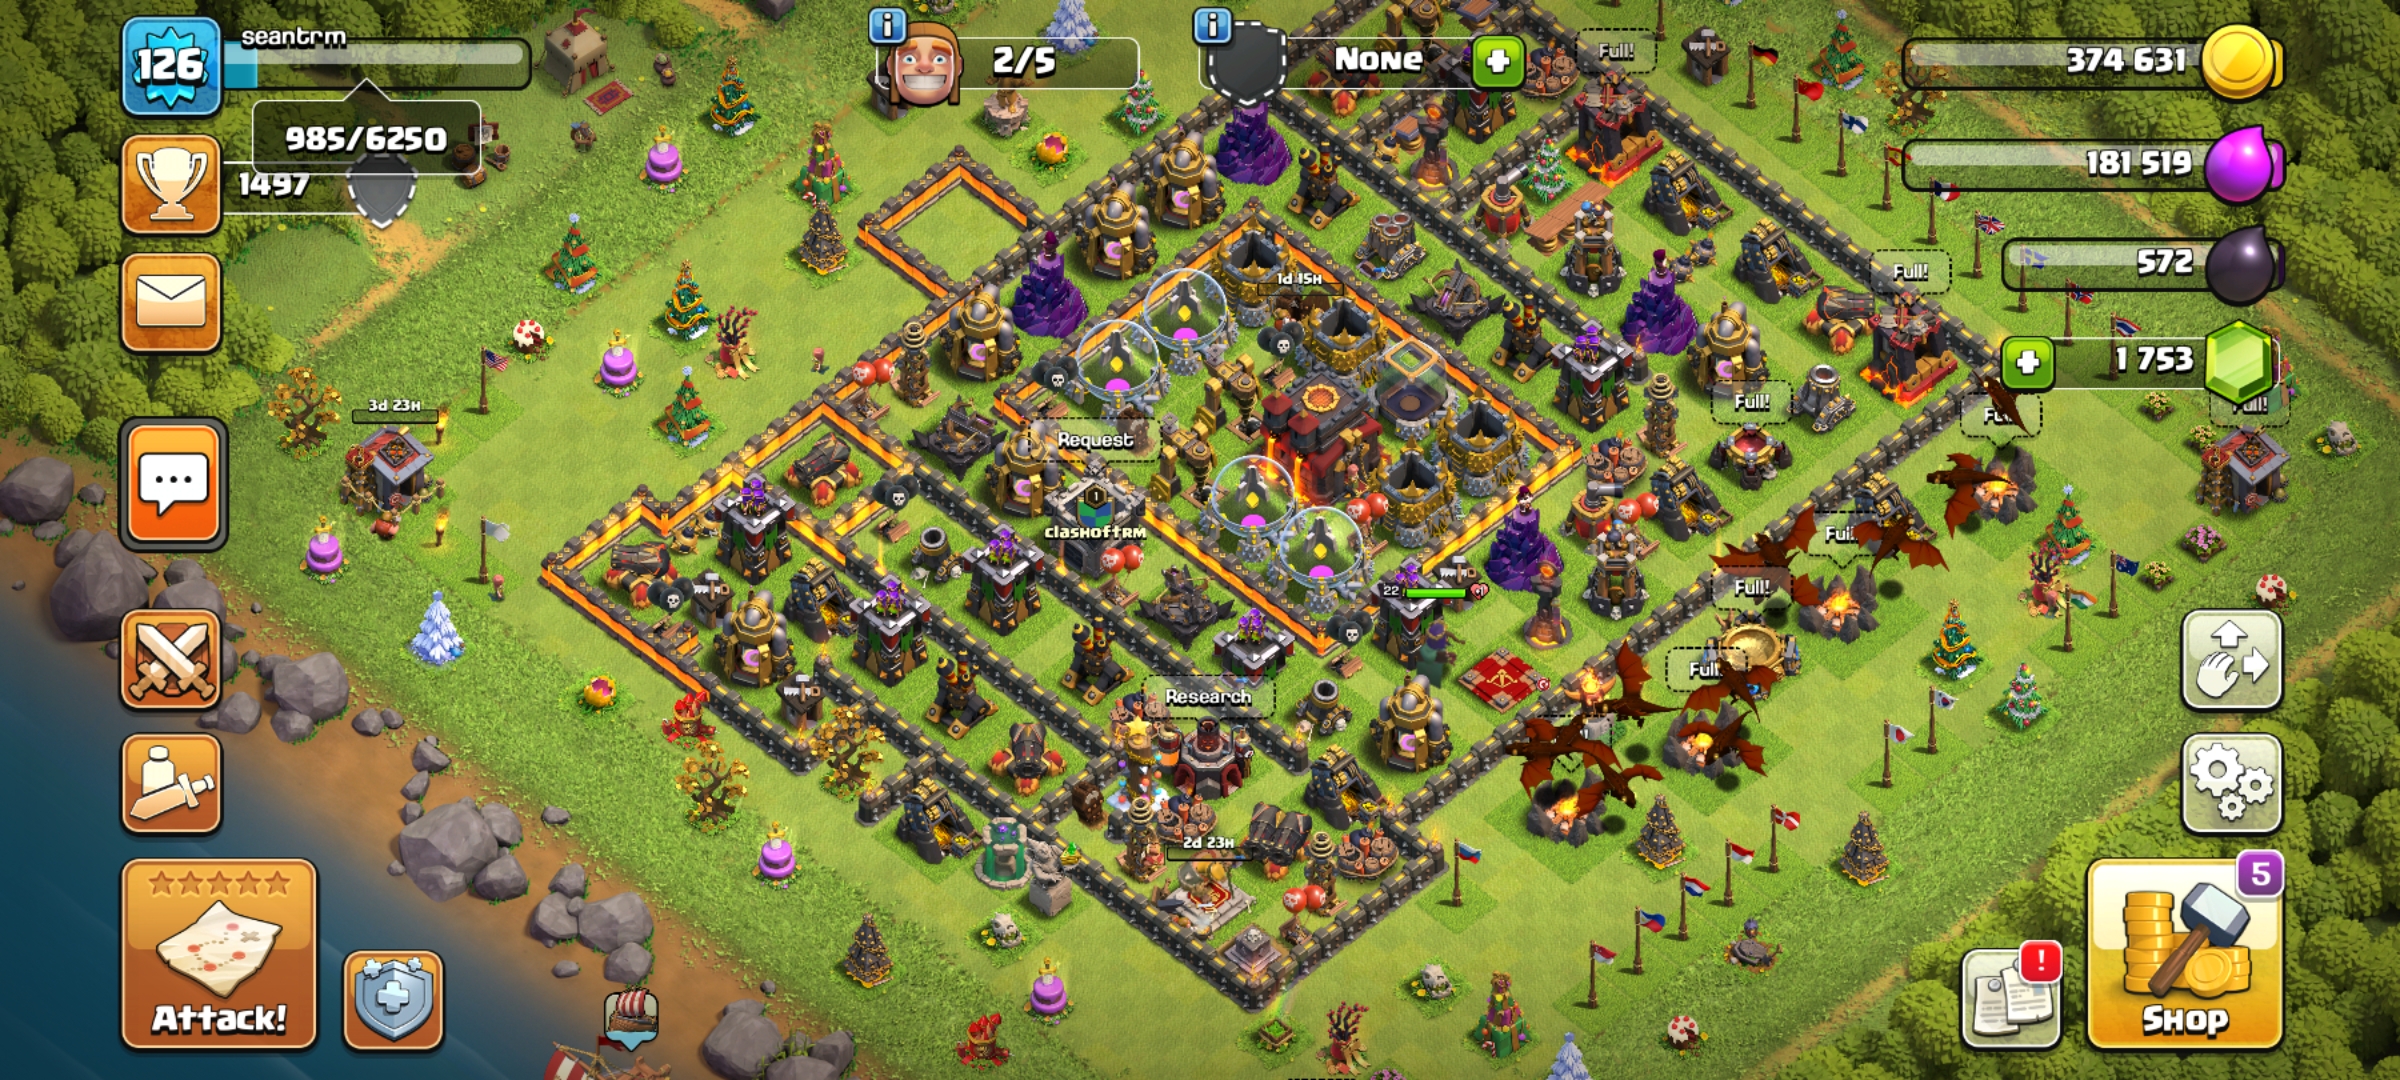 126
seantrm
985/6250
1497
2/5
None
374 631
181 519
572
1 753
Full!
Full!
Full!
Full!
1d 15H
3d 23H
Request
1
clashoftrm
22
Research
2d 23H
Attack!
5
!
Shop